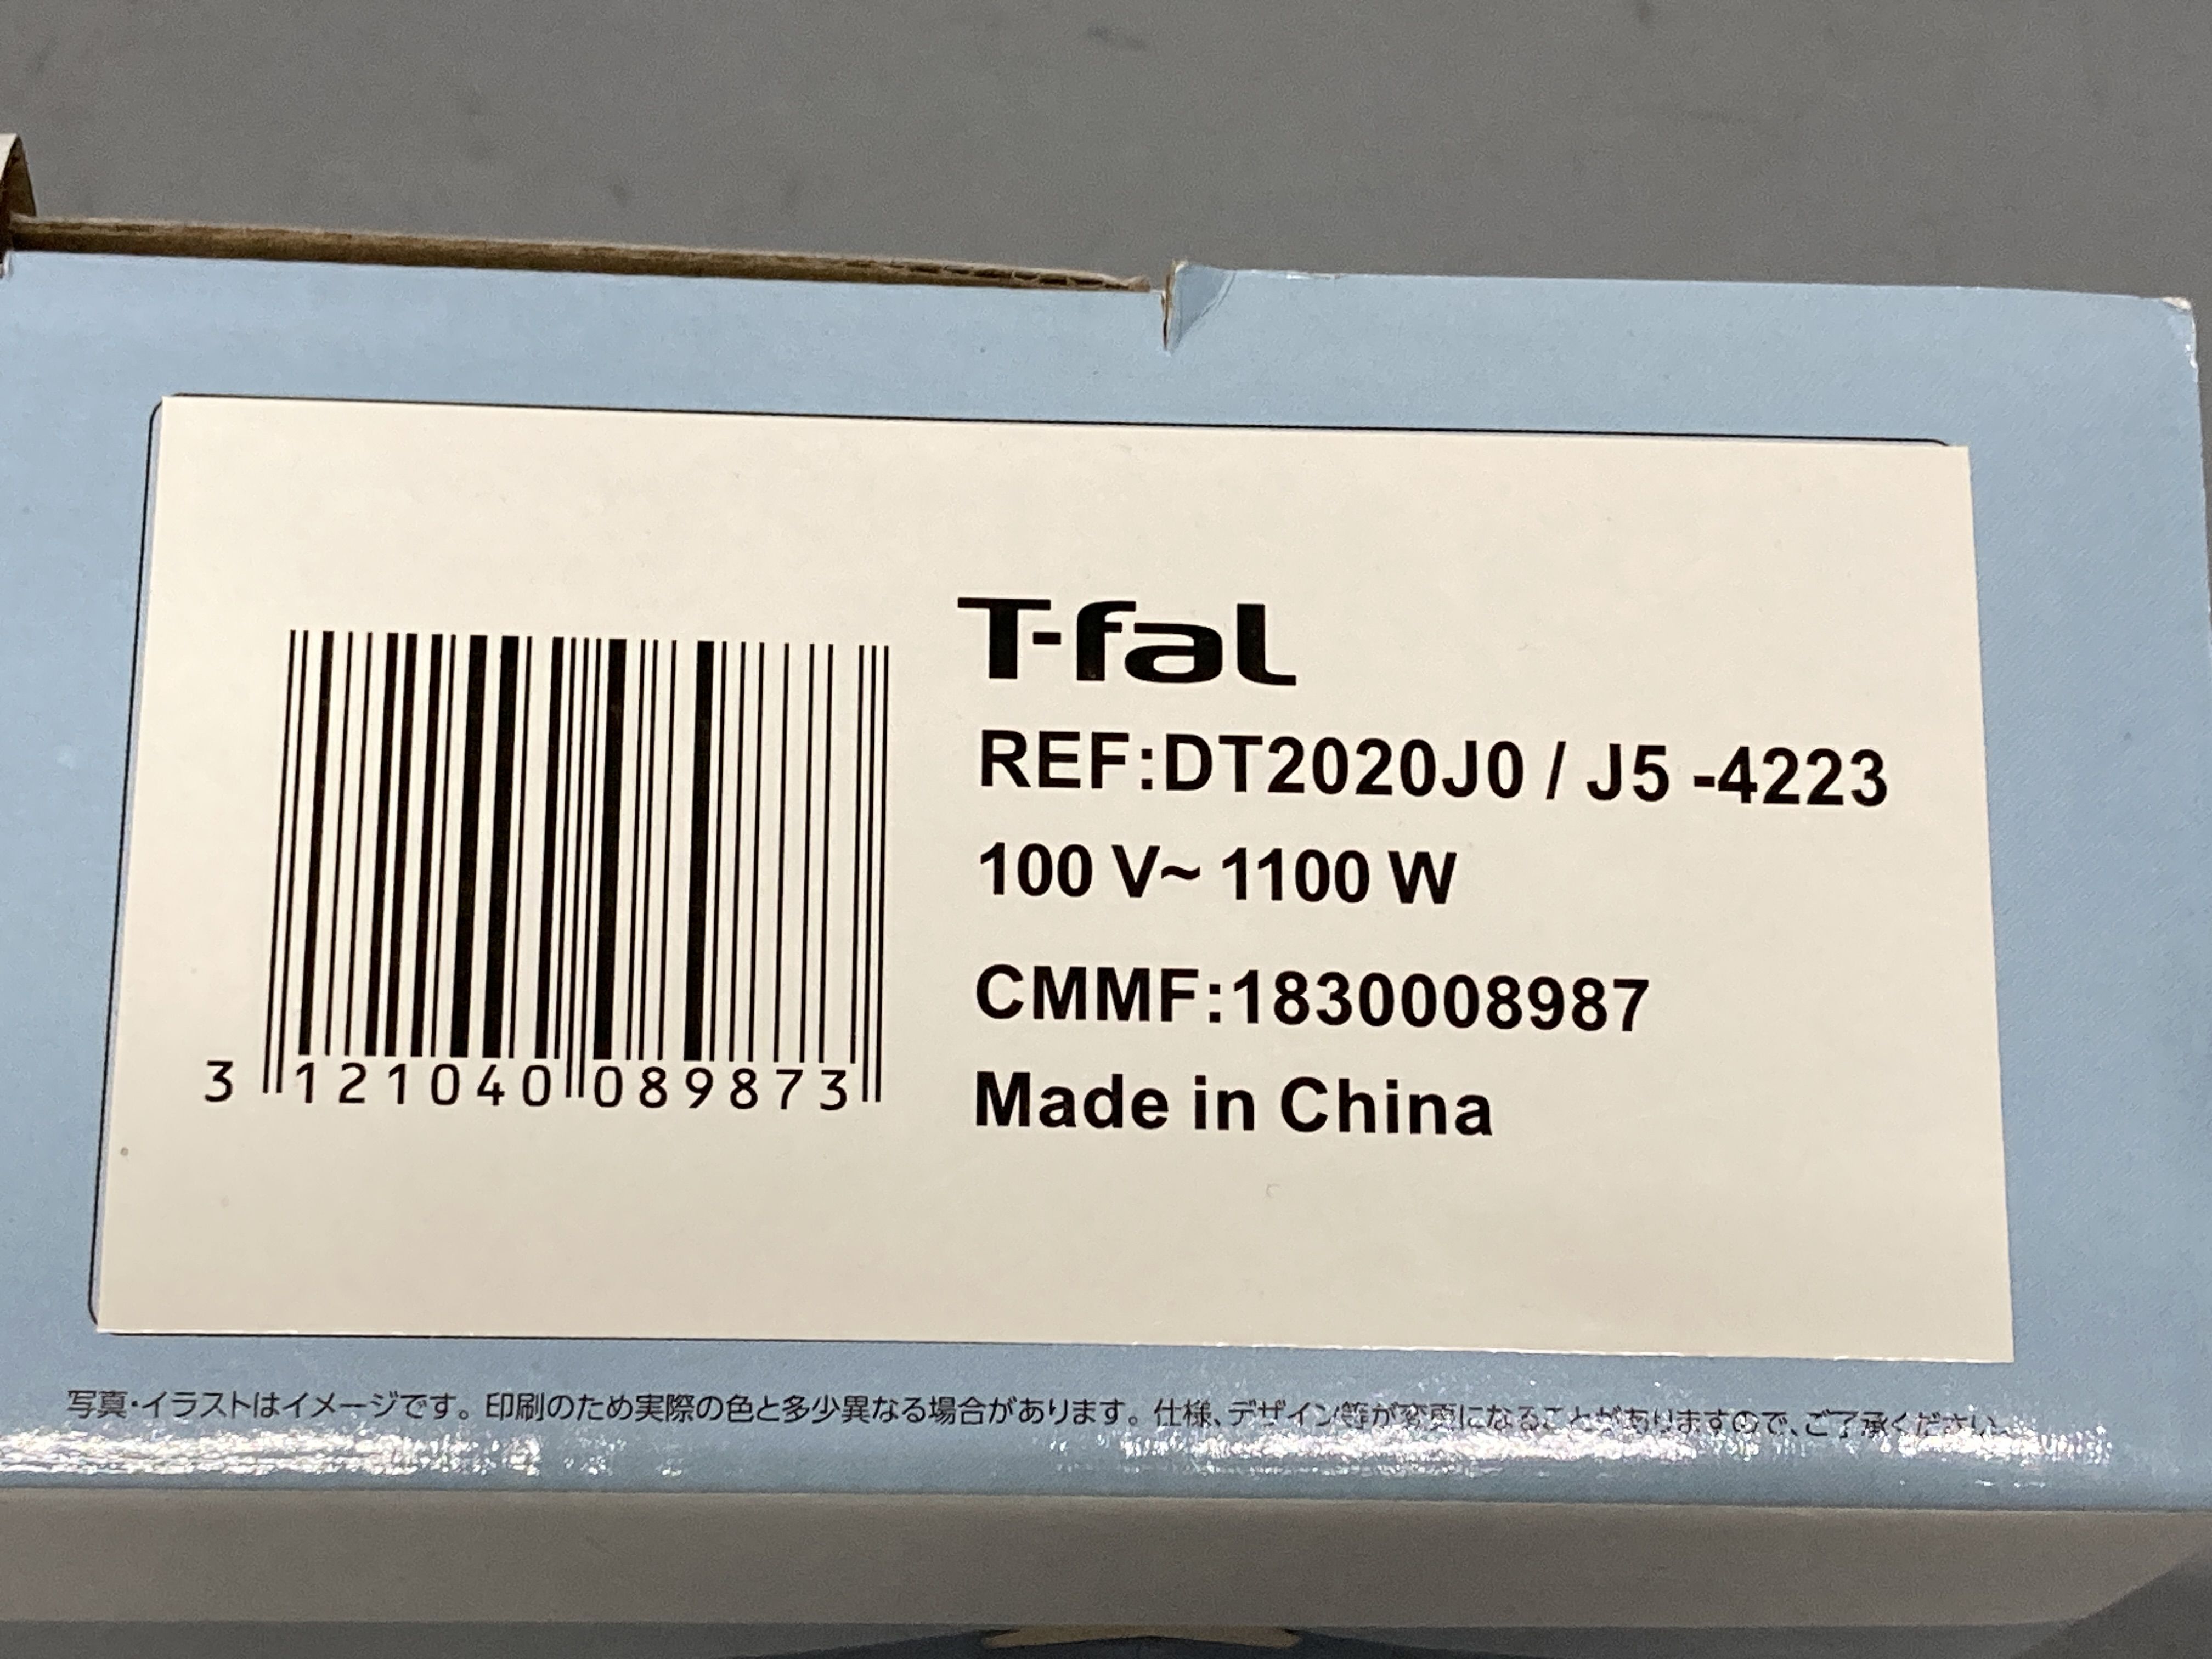 T-fal
REF:DT2020J0 / J5 -4223
100 V~ 1100 W
CMMF:1830008987
Made in China
3 121040 089873
写真・イラストはイメージです。印刷のため実際の色と多少異なる場合があります。仕様、デザイン等が変更になることがありますので、ご了承ください。